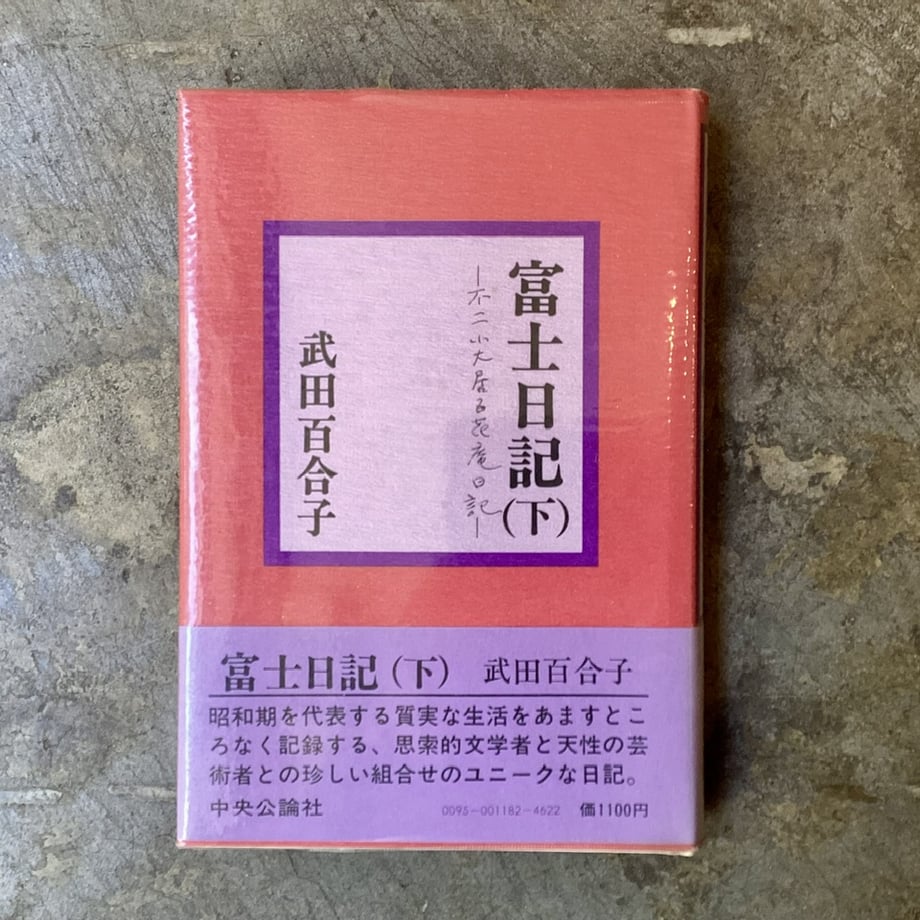 富士日記(下)
―不二小大居百花庵日記―
武田百合子
富士日記(下) 武田百合子
昭和期を代表する質実な生活をあますとこ
ろなく記録する、思索的文学者と天性の芸
術者との珍しい組合せのユニークな日記。
中央公論社 0095-001182-4622 価1100円